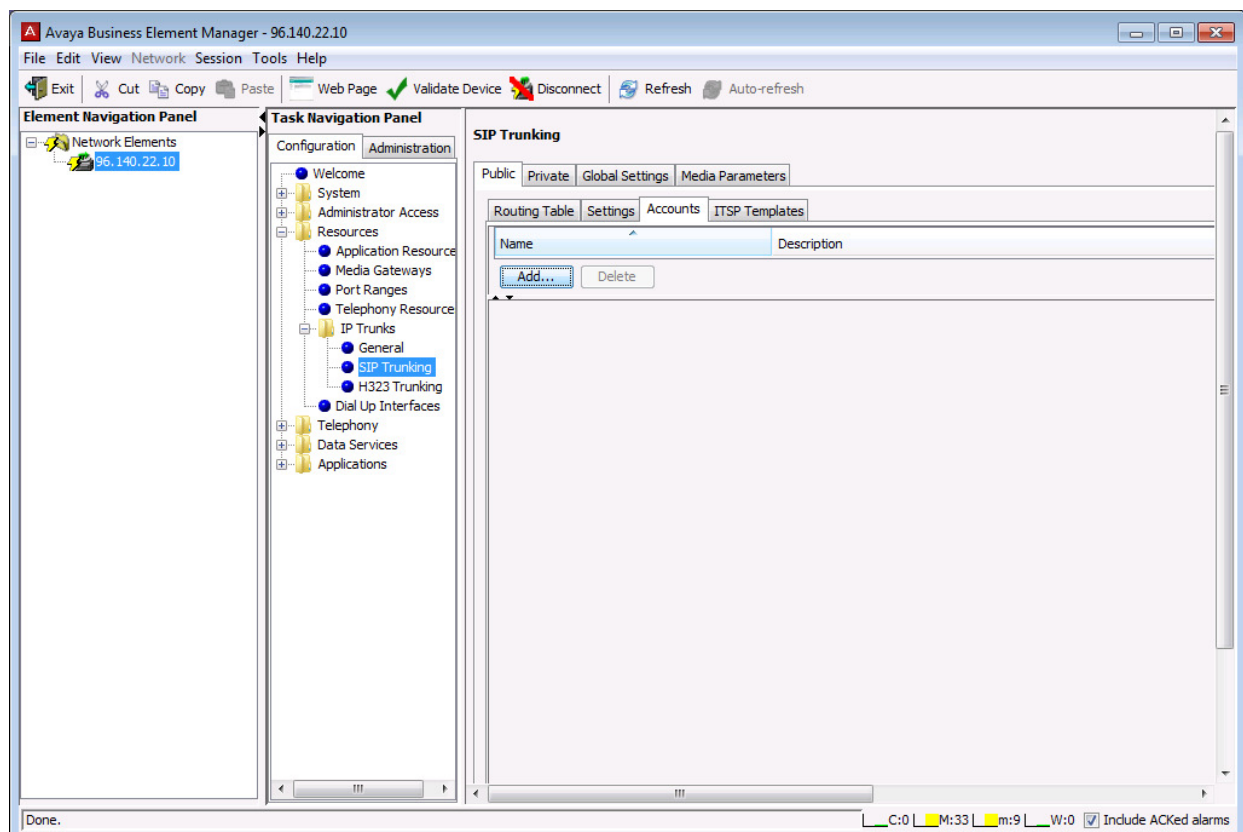 A Avaya Business Element Manager - 96.140.22.10
File Edit View Network Session Tools Help
Exit Cut Copy Paste Web Page Validate Device Disconnect Refresh Auto-refresh
Element Navigation Panel
Network Elements
96.140.22.10
Task Navigation Panel
Configuration Administration
Welcome
System
Administrator Access
Resources
Application Resource
Media Gateways
Port Ranges
Telephony Resource
IP Trunks
General
SIP Trunking
H323 Trunking
Dial Up Interfaces
Telephony
Data Services
Applications
SIP Trunking
Public Private Global Settings Media Parameters
Routing Table Settings Accounts ITSP Templates
Name Description
Add... Delete
Done.
C:0 M:33 m:9 W:0 Include ACKed alarms